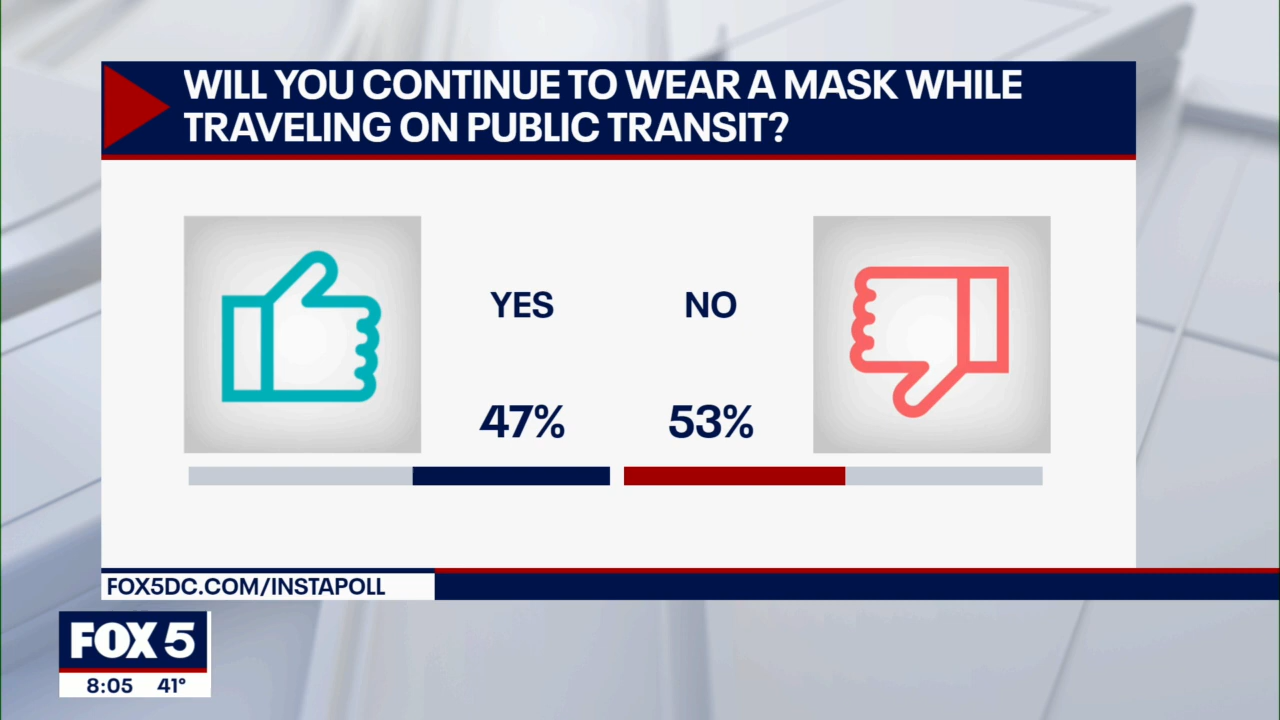 WILL YOU CONTINUE TO WEAR A MASK WHILE
TRAVELING ON PUBLIC TRANSIT?
YES
NO
47%
53%
FOX5DC.COM/INSTAPOLL
FOX 5
8:05 41°